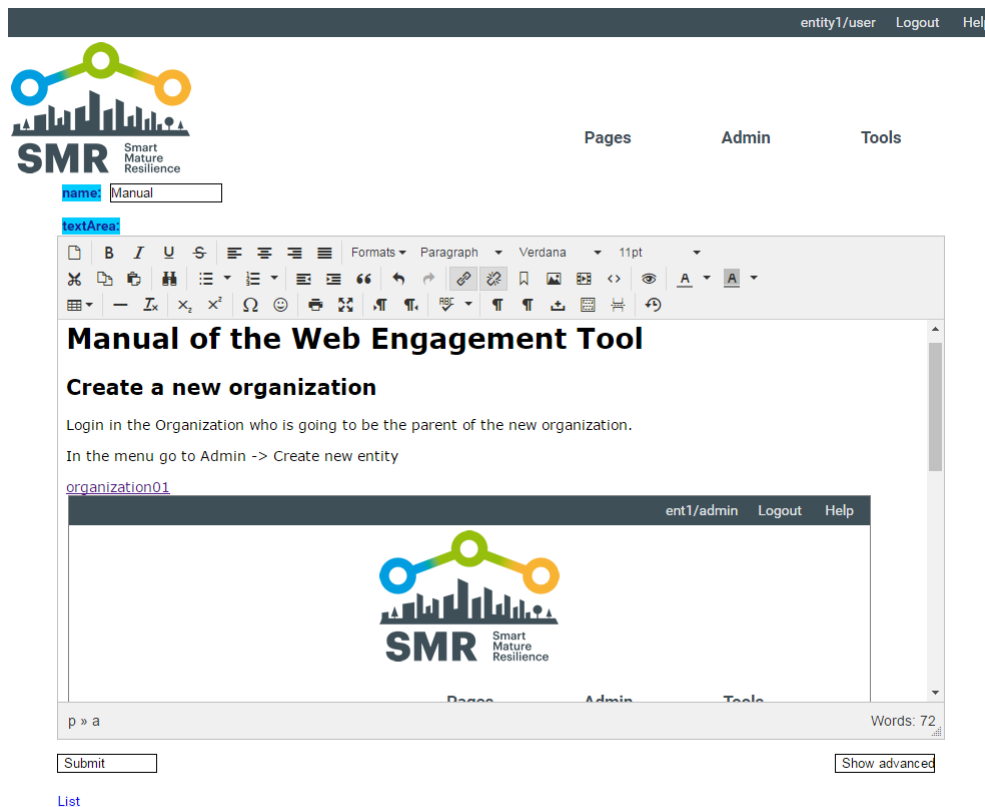 entity1/user Logout Help
SMR Smart Mature Resilience
Pages Admin Tools
name: Manual
textArea:
Formats Paragraph Verdana 11pt
Manual of the Web Engagement Tool
Create a new organization
Login in the Organization who is going to be the parent of the new organization.
In the menu go to Admin -> Create new entity
organization01
ent1/admin Logout Help
SMR Smart Mature Resilience
Pages Admin Tools
p » a Words: 72
Submit Show advanced
List